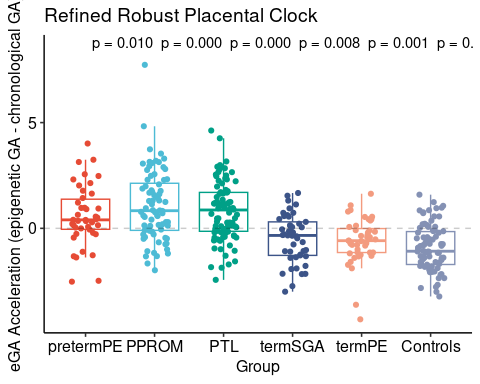 Refined Robust Placental Clock
p = 0.010 p = 0.000 p = 0.000 p = 0.008 p = 0.001 p = 0.
eGA Acceleration (epigenetic GA - chronological GA
5
0
pretermPE PPROM PTL termSGA termPE Controls
Group